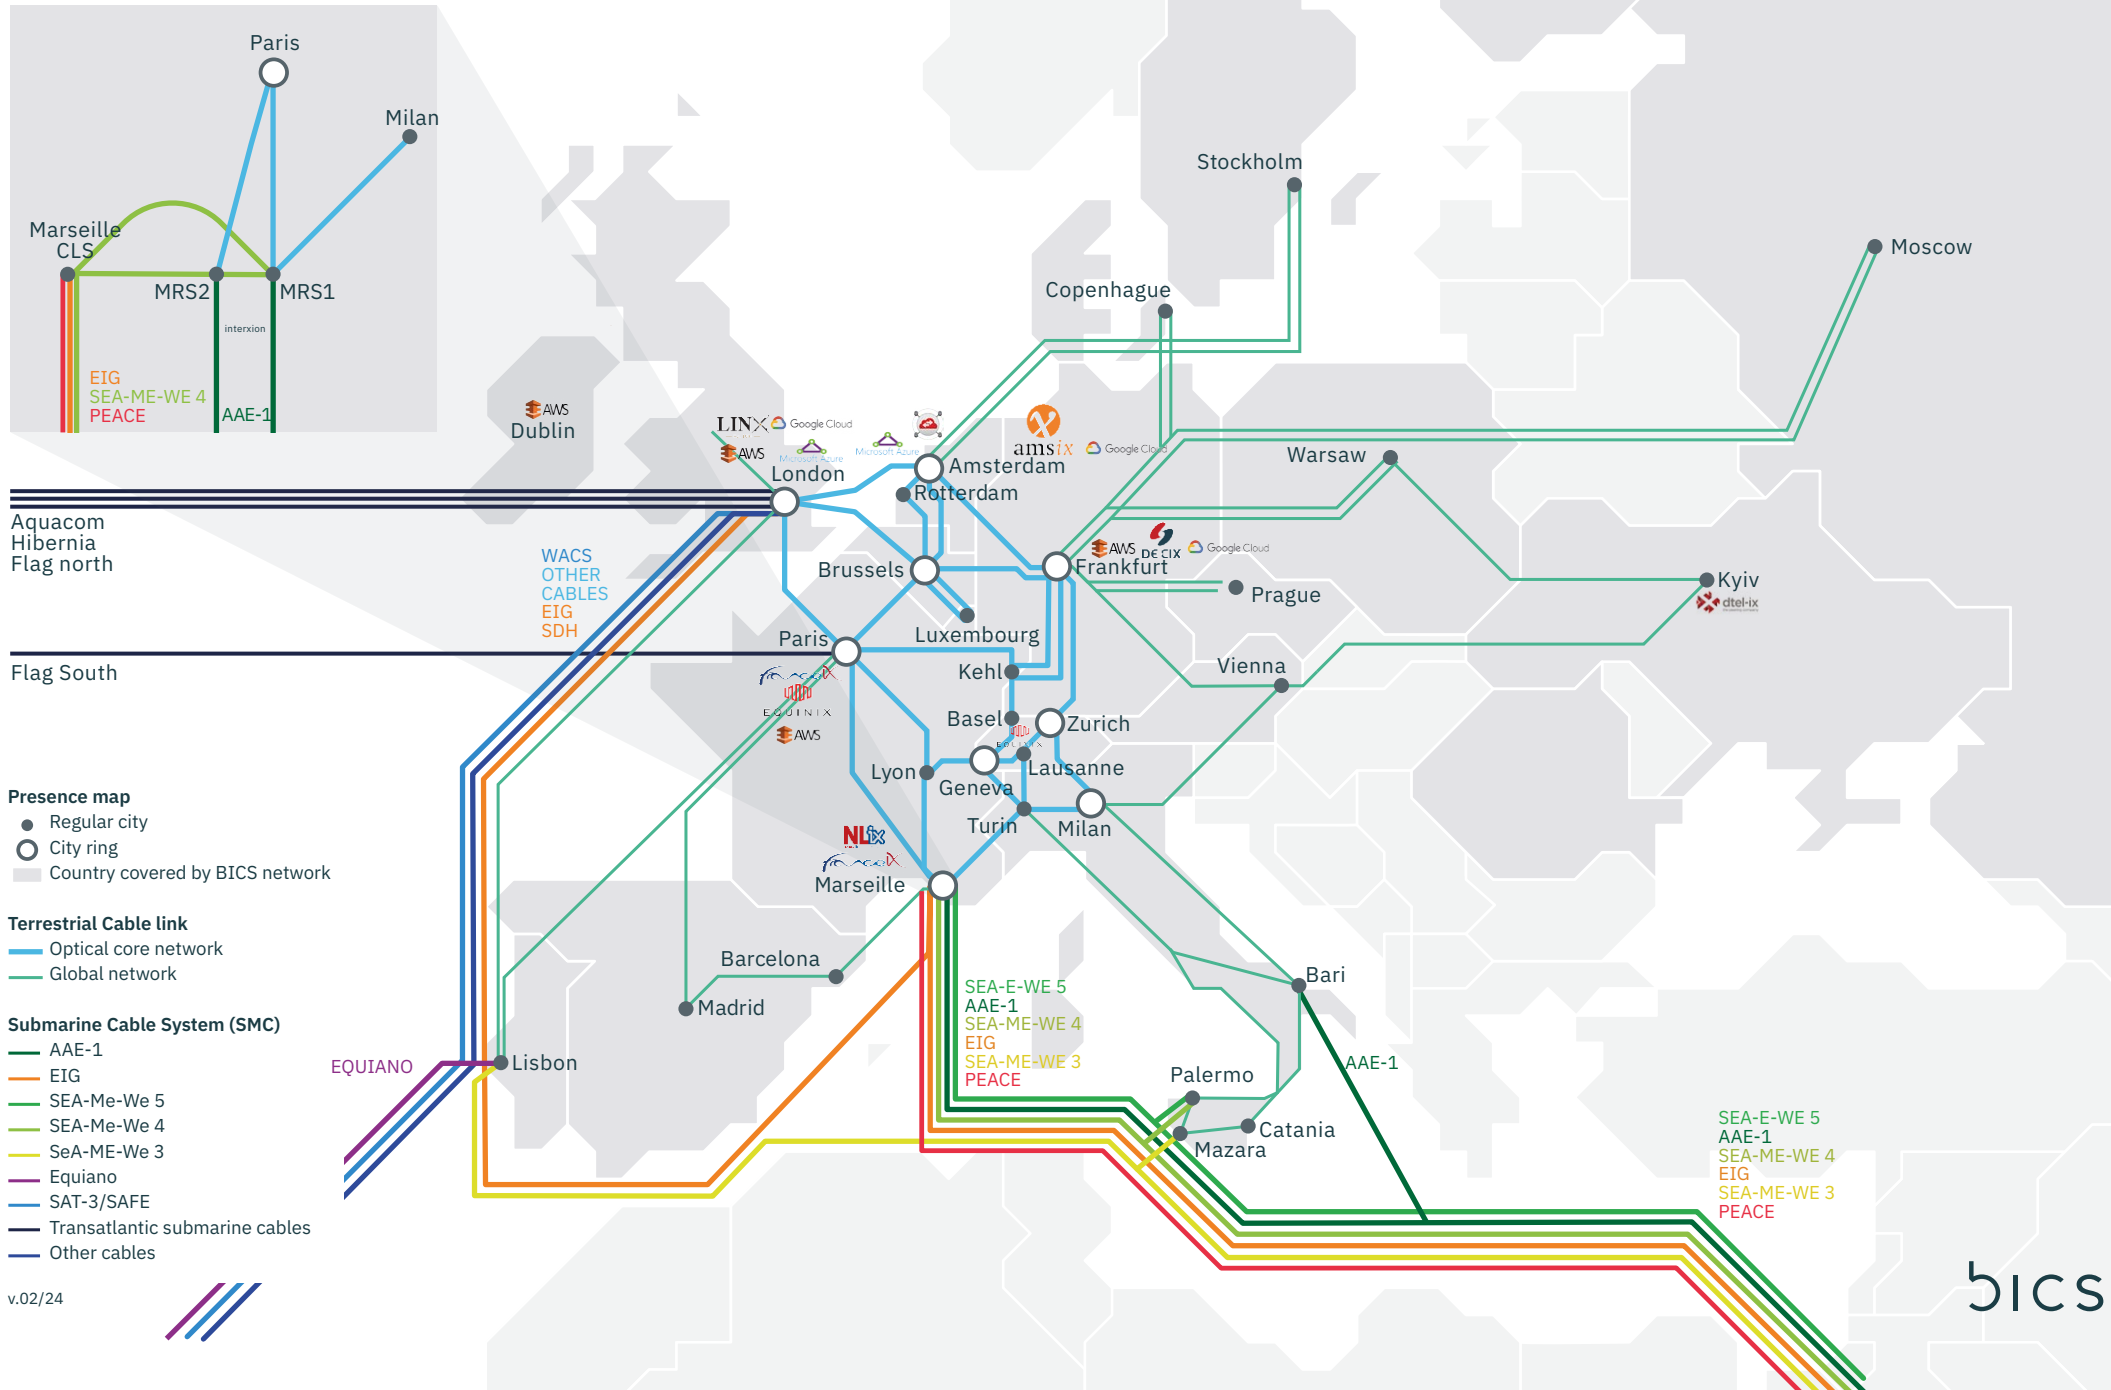 Paris
Milan
Marseille
CLS
MRS2
MRS1
interxion
EIG
SEA-ME-WE 4
PEACE
AAE-1
Stockholm
Moscow
Copenhague
AWS
Dublin
LINX
Google Cloud
AWS
Microsoft Azure
London
Microsoft Azure
amsix
Google Cloud
Amsterdam
Rotterdam
Warsaw
Aquacom
Hibernia
Flag north
WACS
OTHER
CABLES
EIG
SDH
Brussels
AWS
DE CIX
Google Cloud
Frankfurt
Prague
Kyiv
dtel-ix
Luxembourg
Paris
Flag South
franceix
EQUINIX
AWS
Kehl
Vienna
Basel
Zurich
EQUINIX
Lyon
Lausanne
Geneva
Turin
Milan
NLix
franceix
Marseille
Presence map
Regular city
City ring
Country covered by BICS network
Terrestrial Cable link
Optical core network
Global network
Submarine Cable System (SMC)
AAE-1
EIG
SEA-Me-We 5
SEA-Me-We 4
SeA-ME-We 3
Equiano
SAT-3/SAFE
Transatlantic submarine cables
Other cables
v.02/24
Barcelona
Madrid
EQUIANO
Lisbon
SEA-E-WE 5
AAE-1
SEA-ME-WE 4
EIG
SEA-ME-WE 3
PEACE
Bari
AAE-1
Palermo
Catania
Mazara
SEA-E-WE 5
AAE-1
SEA-ME-WE 4
EIG
SEA-ME-WE 3
PEACE
bics